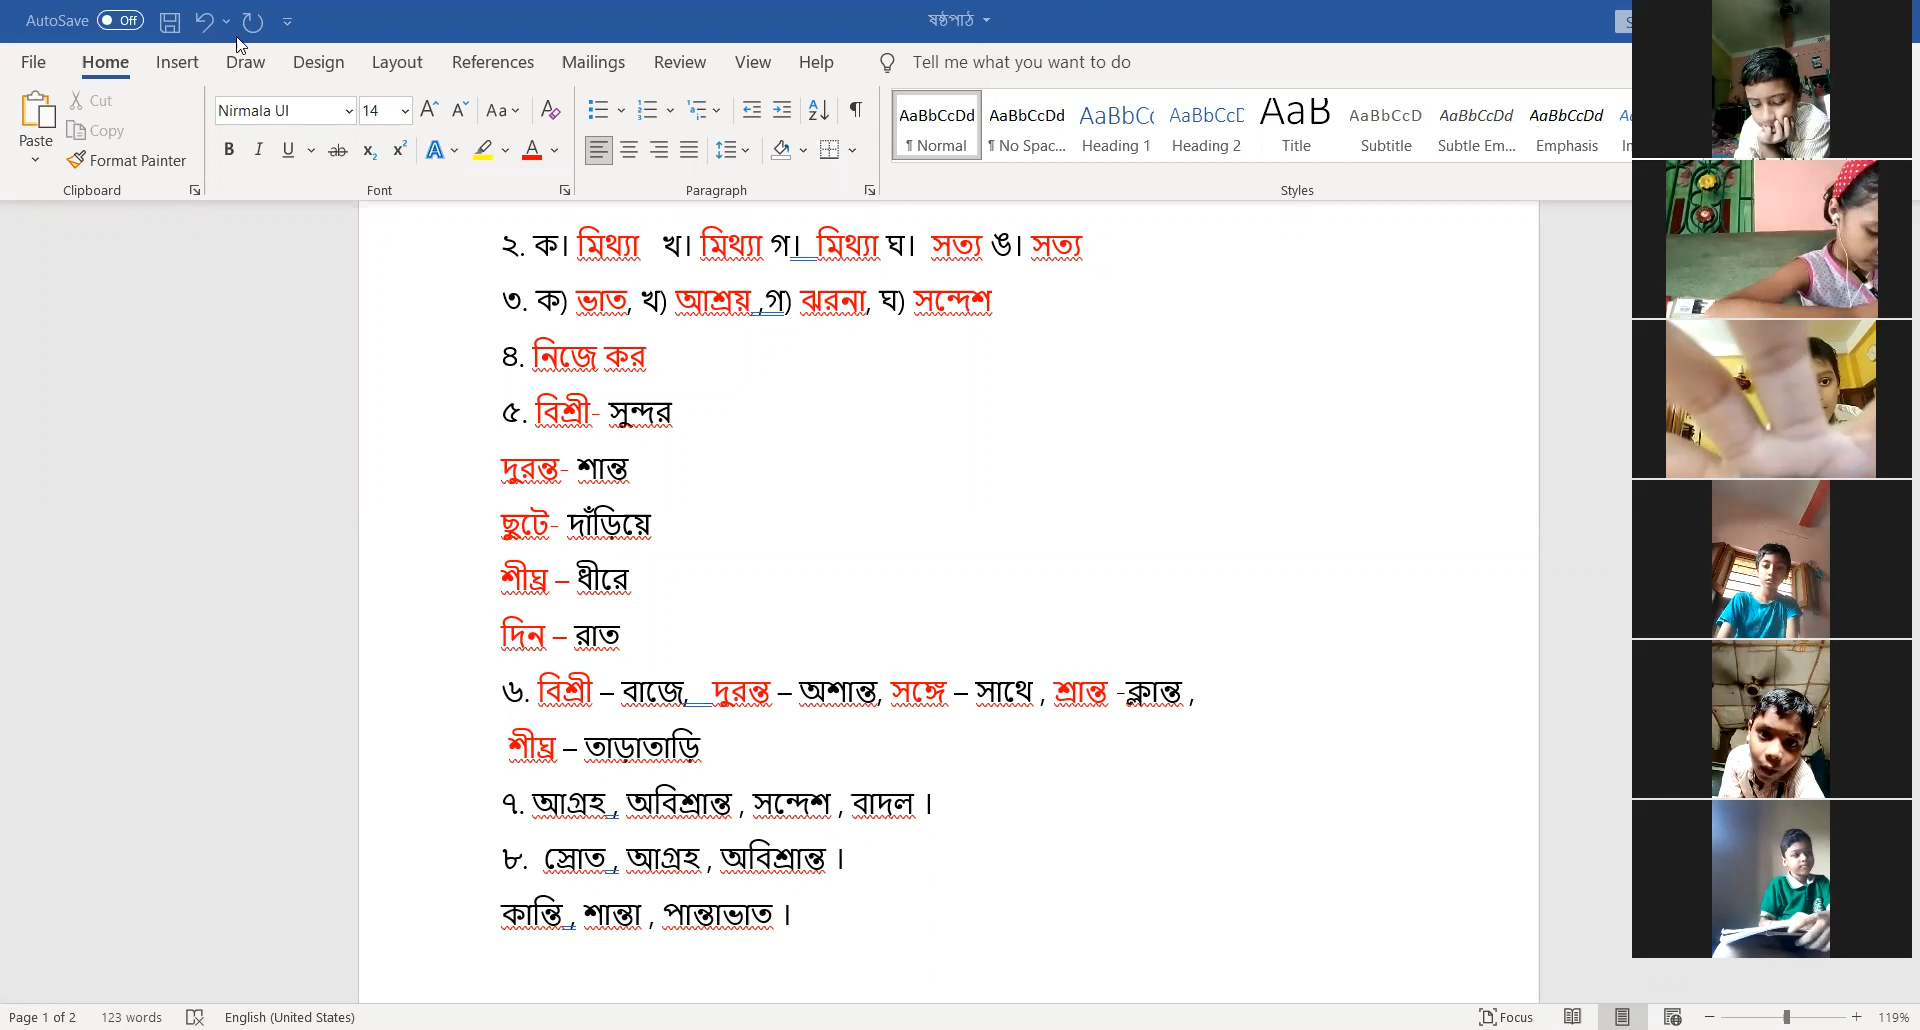 AutoSave Off ষষ্ঠপাঠ
File Home Insert Draw Design Layout References Mailings Review View Help Tell me what you want to do
Paste Cut Copy Format Painter
Nirmala UI 14
AaBbCcDd AaBbCcDd AaBbCc AaBbCcD AaB AaBbCcD AaBbCcDd AaBbCcDd
¶ Normal ¶ No Spac... Heading 1 Heading 2 Title Subtitle Subtle Em... Emphasis
Clipboard Font Paragraph Styles
২. ক। মিথ্যা খ। মিথ্যা গ। মিথ্যা ঘ। সত্য ঙ। সত্য
৩. ক) ভাত, খ) আশ্রয় ,গ) ঝরনা, ঘ) সন্দেশ
৪. নিজে কর
৫. বিশ্রী- সুন্দর
দুরন্ত- শান্ত
ছুটে- দাঁড়িয়ে
শীঘ্র – ধীরে
দিন – রাত
৬. বিশ্রী – বাজে, দুরন্ত – অশান্ত, সঙ্গে – সাথে , শ্রান্ত -ক্লান্ত ,
শীঘ্র – তাড়াতাড়ি
৭. আগ্রহ , অবিশ্রান্ত , সন্দেশ , বাদল ।
৮. স্রোত , আগ্রহ , অবিশ্রান্ত ।
কান্তি , শান্তা , পান্তাভাত ।
Page 1 of 2 123 words English (United States) Focus 119%